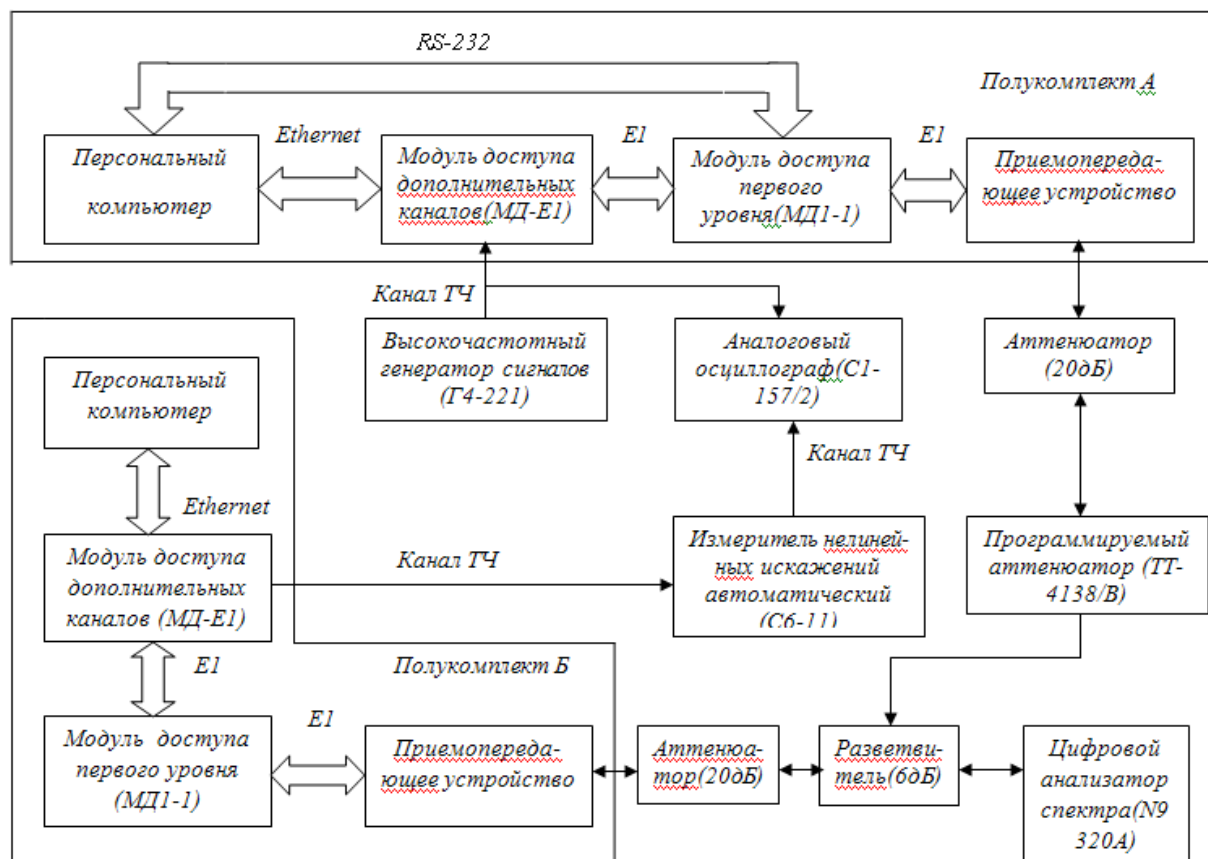 RS-232
Полукомплект А
Персональный
компьютер
Ethernet
Модуль доступа
дополнительных
каналов(МД-Е1)
E1
Модуль доступа
первого
уровня(МД1-1)
E1
Приемопереда-
ющее устройство
Канал ТЧ
Высокочастотный
генератор сигналов
(Г4-221)
Аналоговый
осциллограф(С1-
157/2)
Аттенюатор
(20дБ)
Персональный
компьютер
Канал ТЧ
Ethernet
Модуль доступа
дополнительных
каналов (МД-Е1)
Канал ТЧ
Измеритель нелиней-
ных искажений
автоматический
(С6-11)
Программируемый
аттенюатор (ТТ-
4138/В)
E1
Полукомплект Б
Модуль доступа
первого уровня
(МД1-1)
E1
Приемопереда-
ющее устройство
Аттенюа-
тор(20дБ)
Разветви-
тель(6дБ)
Цифровой
анализатор
спектра(N9
320А)